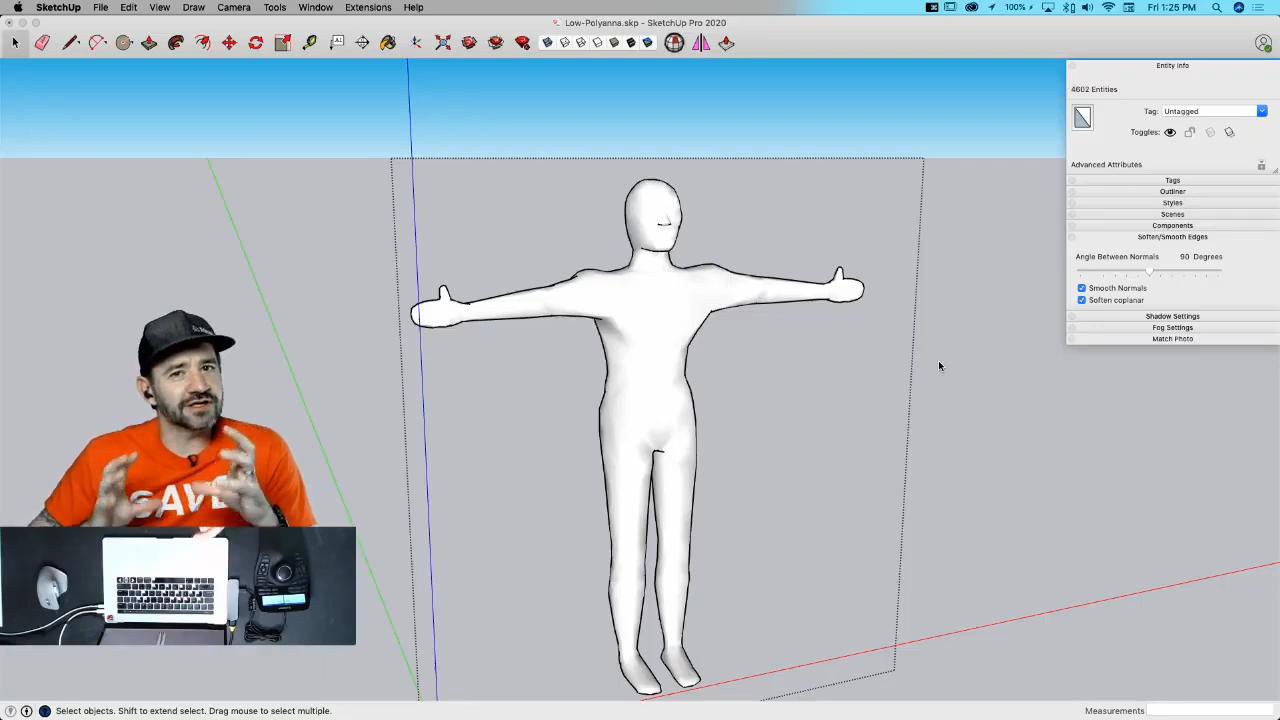 SketchUp File Edit View Draw Camera Tools Window Extensions Help 100% Fri 1:25 PM
Low-Polyanna.skp - SketchUp Pro 2020
Entity Info
4602 Entities
Tag: Untagged
Toggles:
Advanced Attributes
Tags
Outliner
Styles
Scenes
Components
Soften/Smooth Edges
Angle Between Normals 90 Degrees
Smooth Normals
Soften coplanar
Shadow Settings
Fog Settings
Match Photo
Select objects. Shift to extend select. Drag mouse to select multiple.
Measurements